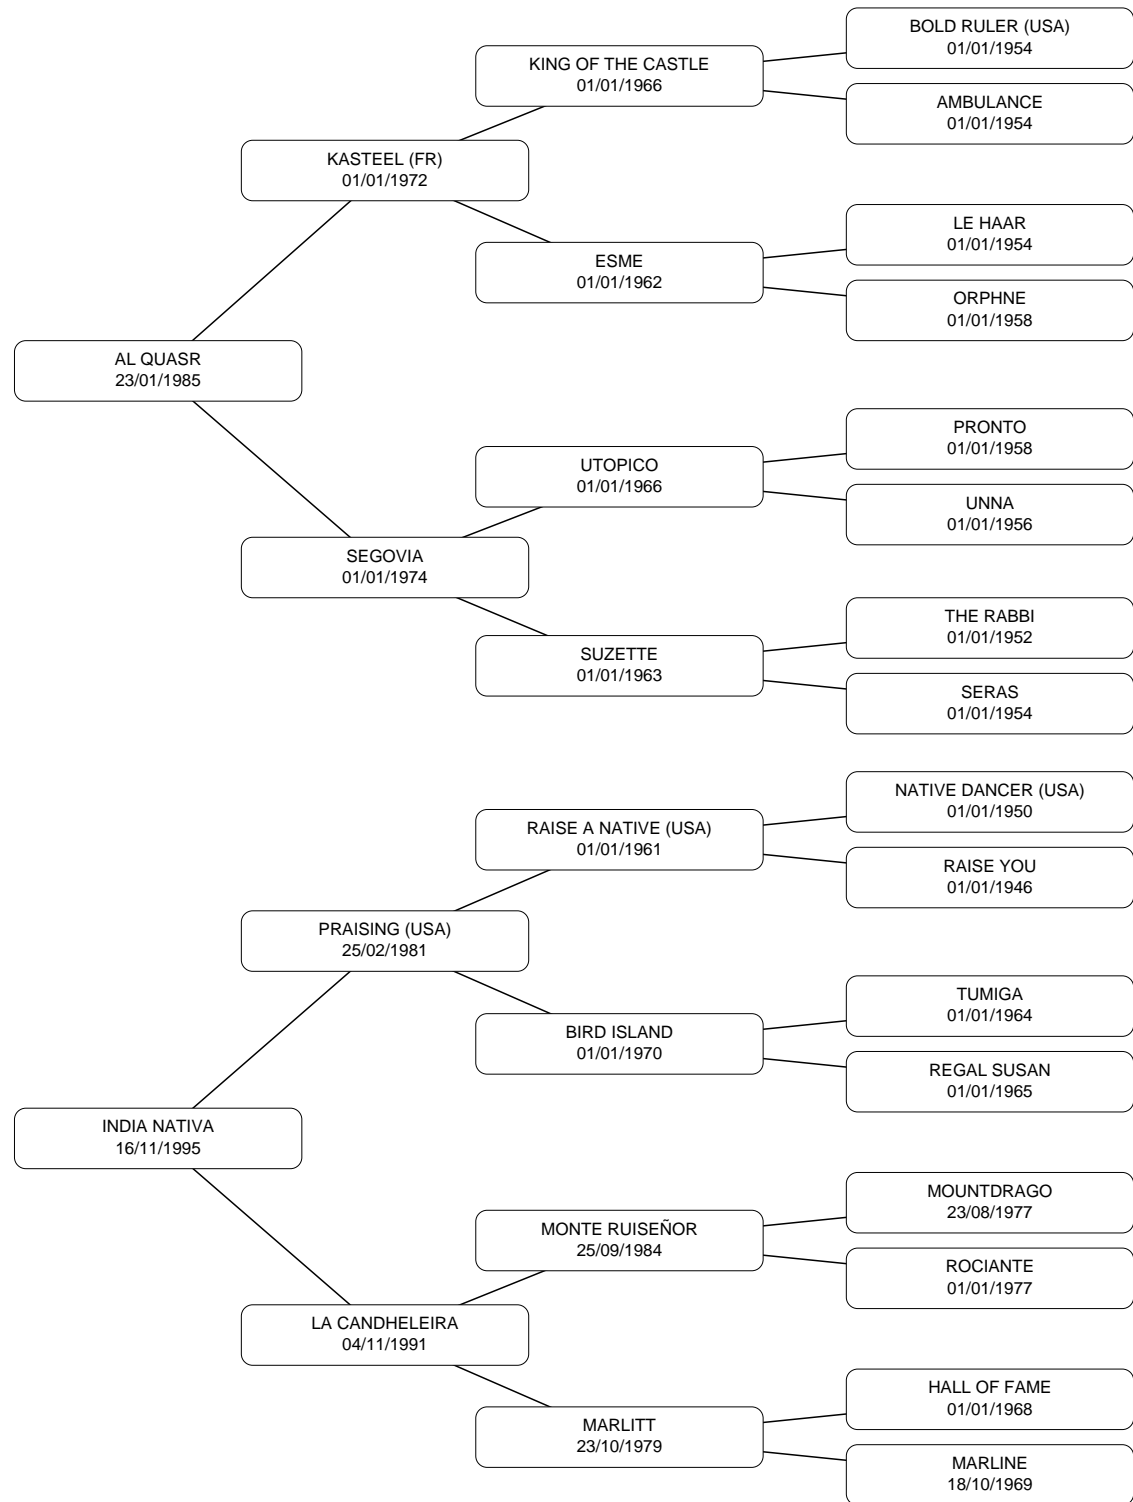 BOLD RULER (USA)
01/01/1954
KING OF THE CASTLE
01/01/1966
AMBULANCE
01/01/1954
KASTEEL (FR)
01/01/1972
LE HAAR
01/01/1954
ESME
01/01/1962
ORPHNE
01/01/1958
AL QUASR
23/01/1985
PRONTO
01/01/1958
UTOPICO
01/01/1966
UNNA
01/01/1956
SEGOVIA
01/01/1974
THE RABBI
01/01/1952
SUZETTE
01/01/1963
SERAS
01/01/1954
NATIVE DANCER (USA)
01/01/1950
RAISE A NATIVE (USA)
01/01/1961
RAISE YOU
01/01/1946
PRAISING (USA)
25/02/1981
TUMIGA
01/01/1964
BIRD ISLAND
01/01/1970
REGAL SUSAN
01/01/1965
INDIA NATIVA
16/11/1995
MOUNTDRAGO
23/08/1977
MONTE RUISEÑOR
25/09/1984
ROCIANTE
01/01/1977
LA CANDHELEIRA
04/11/1991
HALL OF FAME
01/01/1968
MARLITT
23/10/1979
MARLINE
18/10/1969